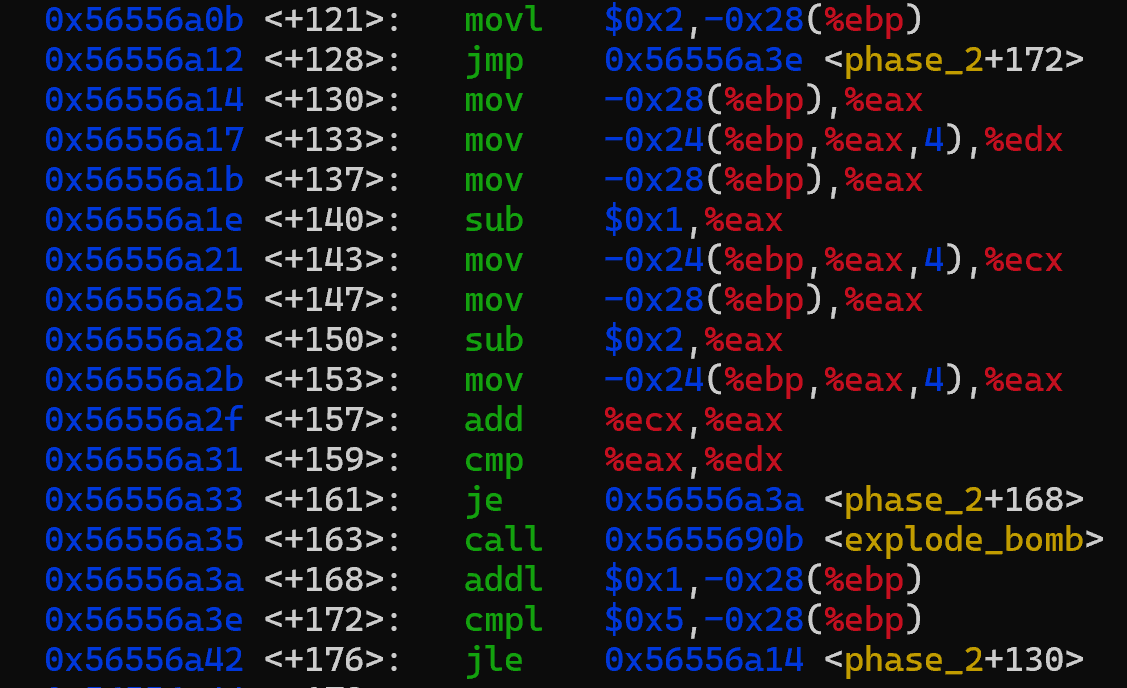 0x56556a0b <+121>: movl $0x2,-0x28(%ebp)
0x56556a12 <+128>: jmp 0x56556a3e <phase_2+172>
0x56556a14 <+130>: mov -0x28(%ebp),%eax
0x56556a17 <+133>: mov -0x24(%ebp,%eax,4),%edx
0x56556a1b <+137>: mov -0x28(%ebp),%eax
0x56556a1e <+140>: sub $0x1,%eax
0x56556a21 <+143>: mov -0x24(%ebp,%eax,4),%ecx
0x56556a25 <+147>: mov -0x28(%ebp),%eax
0x56556a28 <+150>: sub $0x2,%eax
0x56556a2b <+153>: mov -0x24(%ebp,%eax,4),%eax
0x56556a2f <+157>: add %ecx,%eax
0x56556a31 <+159>: cmp %eax,%edx
0x56556a33 <+161>: je 0x56556a3a <phase_2+168>
0x56556a35 <+163>: call 0x5655690b <explode_bomb>
0x56556a3a <+168>: addl $0x1,-0x28(%ebp)
0x56556a3e <+172>: cmpl $0x5,-0x28(%ebp)
0x56556a42 <+176>: jle 0x56556a14 <phase_2+130>